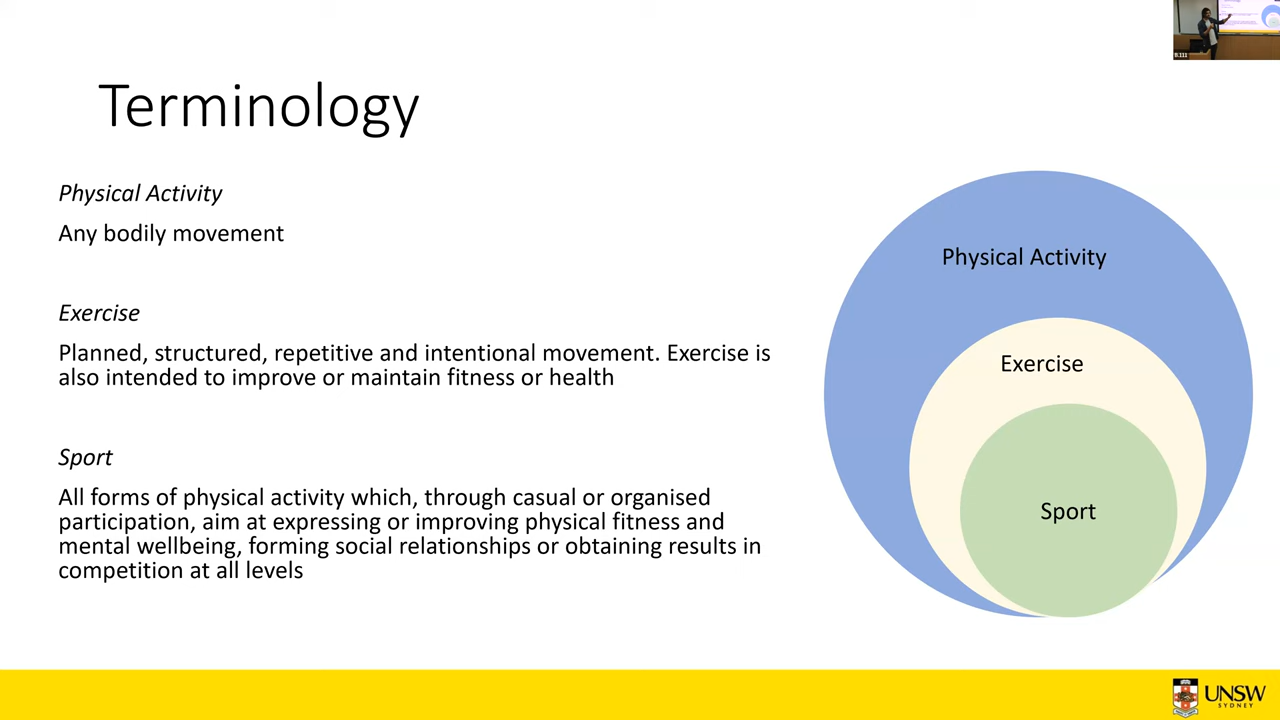 Terminology
Physical Activity
Any bodily movement
Exercise
Planned, structured, repetitive and intentional movement. Exercise is
also intended to improve or maintain fitness or health
Sport
All forms of physical activity which, through casual or organised
participation, aim at expressing or improving physical fitness and
mental wellbeing, forming social relationships or obtaining results in
competition at all levels
Physical Activity
Exercise
Sport
UNSW
SYDNEY